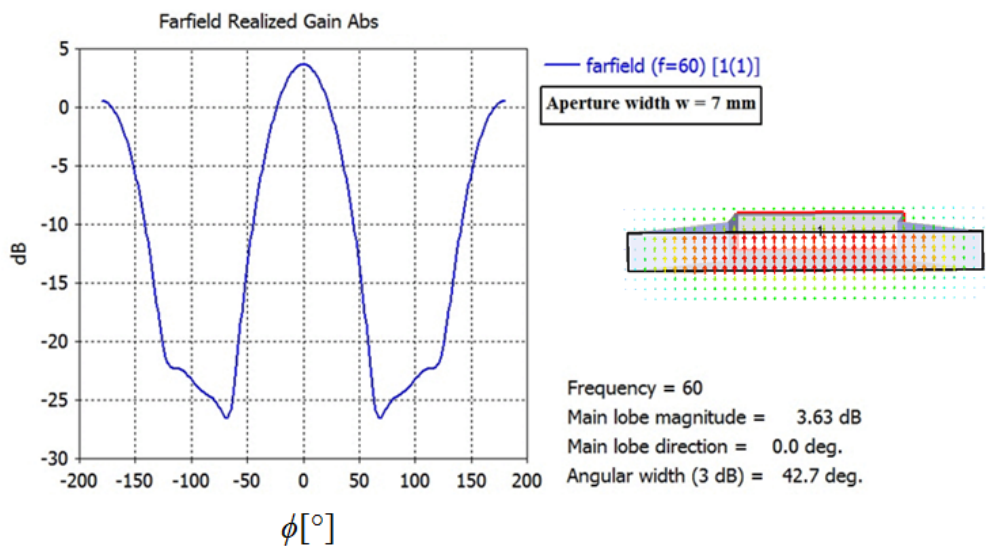 Farfield Realized Gain Abs
5
0
-5
-10
-15
-20
-25
-30
dB
-200 -150 -100 -50 0 50 100 150 200
ϕ[°]
farfield (f=60) [1(1)]
Aperture width w = 7 mm
1
Frequency = 60
Main lobe magnitude = 3.63 dB
Main lobe direction = 0.0 deg.
Angular width (3 dB) = 42.7 deg.